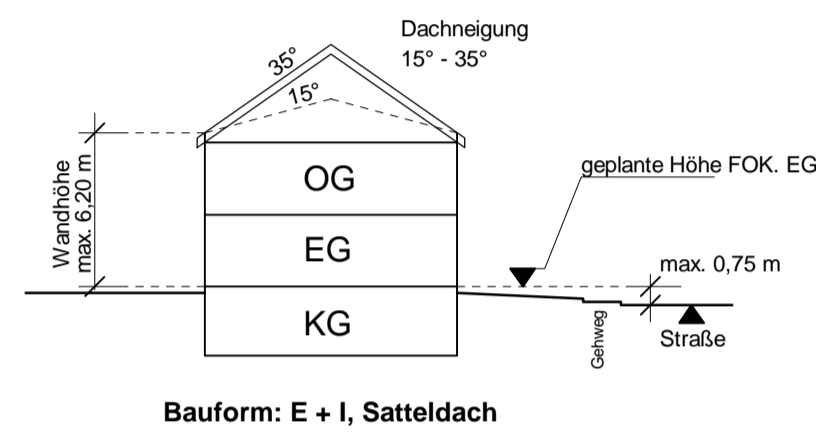 Dachneigung
15° - 35°
35°
15°
Wandhöhe
max. 6,20 m
OG
EG
KG
geplante Höhe FOK. EG
max. 0,75 m
Gehweg
Straße
Bauform: E + I, Satteldach